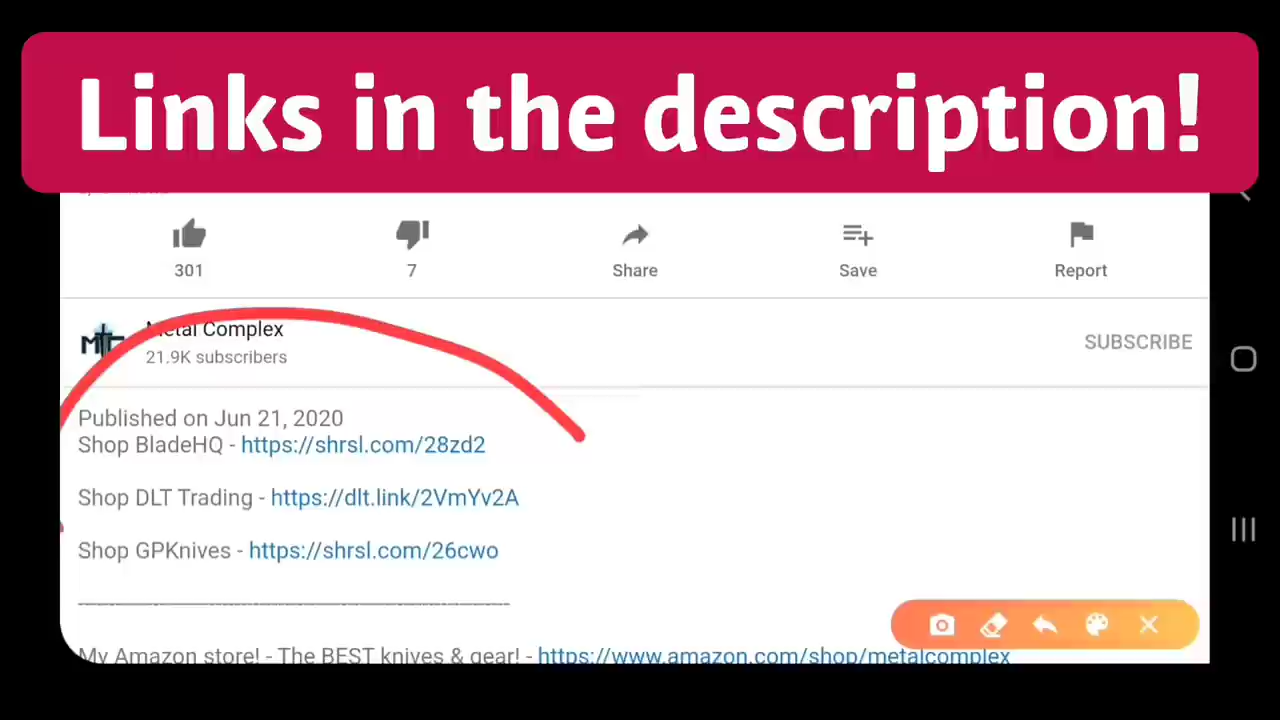 Links in the description!
301
7
Share
Save
Report
Metal Complex
21.9K subscribers
SUBSCRIBE
Published on Jun 21, 2020
Shop BladeHQ - https://shrsl.com/28zd2
Shop DLT Trading - https://dlt.link/2VmYv2A
Shop GPKnives - https://shrsl.com/26cwo
My Amazon store! - The BEST knives & gear! - https://www.amazon.com/shop/metalcomplex